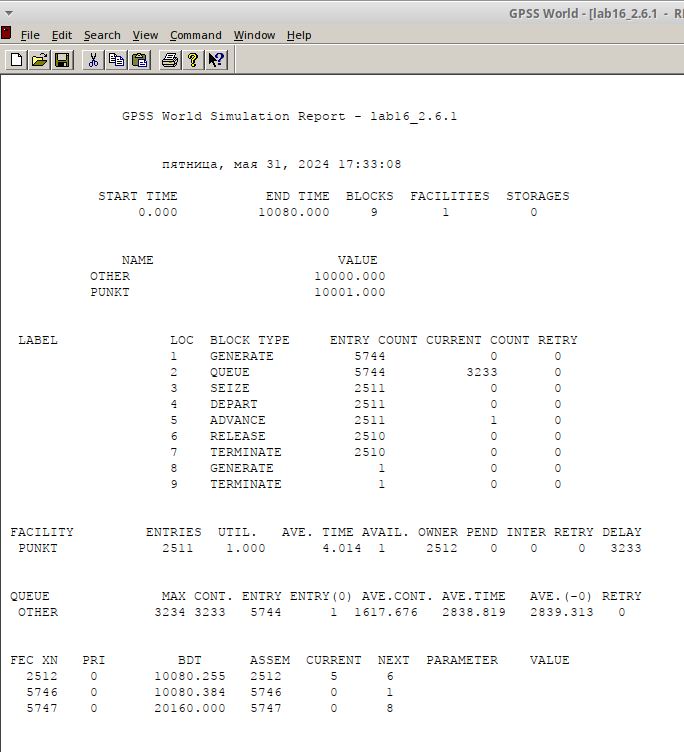 GPSS World - [lab16_2.6.1 - R
File Edit Search View Command Window Help
GPSS World Simulation Report - lab16_2.6.1
пятница, мая 31, 2024 17:33:08
START TIME END TIME BLOCKS FACILITIES STORAGES
0.000 10080.000 9 1 0
NAME VALUE
OTHER 10000.000
PUNKT 10001.000
LABEL LOC BLOCK TYPE ENTRY COUNT CURRENT COUNT RETRY
1 GENERATE 5744 0 0
2 QUEUE 5744 3233 0
3 SEIZE 2511 0 0
4 DEPART 2511 0 0
5 ADVANCE 2511 1 0
6 RELEASE 2510 0 0
7 TERMINATE 2510 0 0
8 GENERATE 1 0 0
9 TERMINATE 1 0 0
FACILITY ENTRIES UTIL. AVE. TIME AVAIL. OWNER PEND INTER RETRY DELAY
PUNKT 2511 1.000 4.014 1 2512 0 0 0 3233
QUEUE MAX CONT. ENTRY ENTRY(0) AVE.CONT. AVE.TIME AVE.(-0) RETRY
OTHER 3234 3233 5744 1 1617.676 2838.819 2839.313 0
FEC XN PRI BDT ASSEM CURRENT NEXT PARAMETER VALUE
2512 0 10080.255 2512 5 6
5746 0 10080.384 5746 0 1
5747 0 20160.000 5747 0 8